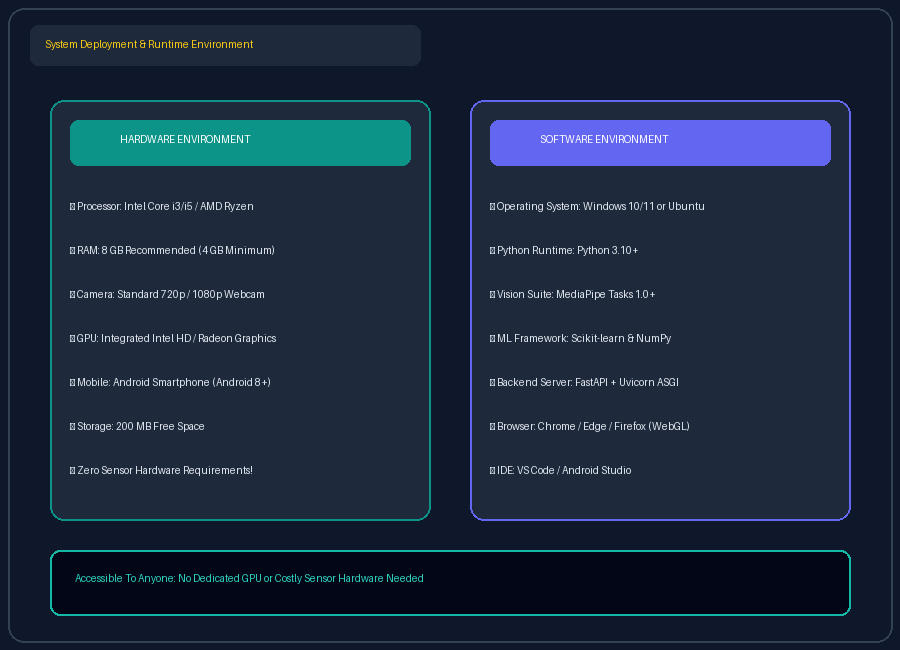 System Deployment & Runtime Environment
HARDWARE ENVIRONMENT
Processor: Intel Core i3/i5 / AMD Ryzen
RAM: 8 GB Recommended (4 GB Minimum)
Camera: Standard 720p / 1080p Webcam
GPU: Integrated Intel HD / Radeon Graphics
Mobile: Android Smartphone (Android 8+)
Storage: 200 MB Free Space
Zero Sensor Hardware Requirements!
SOFTWARE ENVIRONMENT
Operating System: Windows 10/11 or Ubuntu
Python Runtime: Python 3.10+
Vision Suite: MediaPipe Tasks 1.0+
ML Framework: Scikit-learn & NumPy
Backend Server: FastAPI + Uvicorn ASGI
Browser: Chrome / Edge / Firefox (WebGL)
IDE: VS Code / Android Studio
Accessible To Anyone: No Dedicated GPU or Costly Sensor Hardware Needed